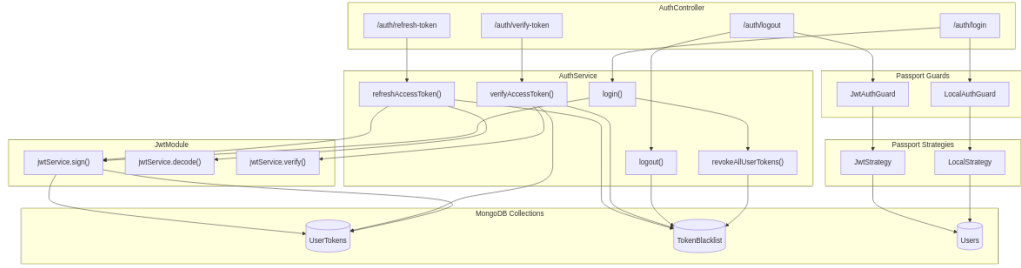 AuthController
/auth/refresh-token
/auth/verify-token
/auth/logout
/auth/login
AuthService
refreshAccessToken()
verifyAccessToken()
login()
logout()
revokeAllUserTokens()
Passport Guards
JwtAuthGuard
LocalAuthGuard
JwtModule
jwtService.sign()
jwtService.decode()
jwtService.verify()
Passport Strategies
JwtStrategy
LocalStrategy
MongoDB Collections
UserTokens
TokenBlacklist
Users